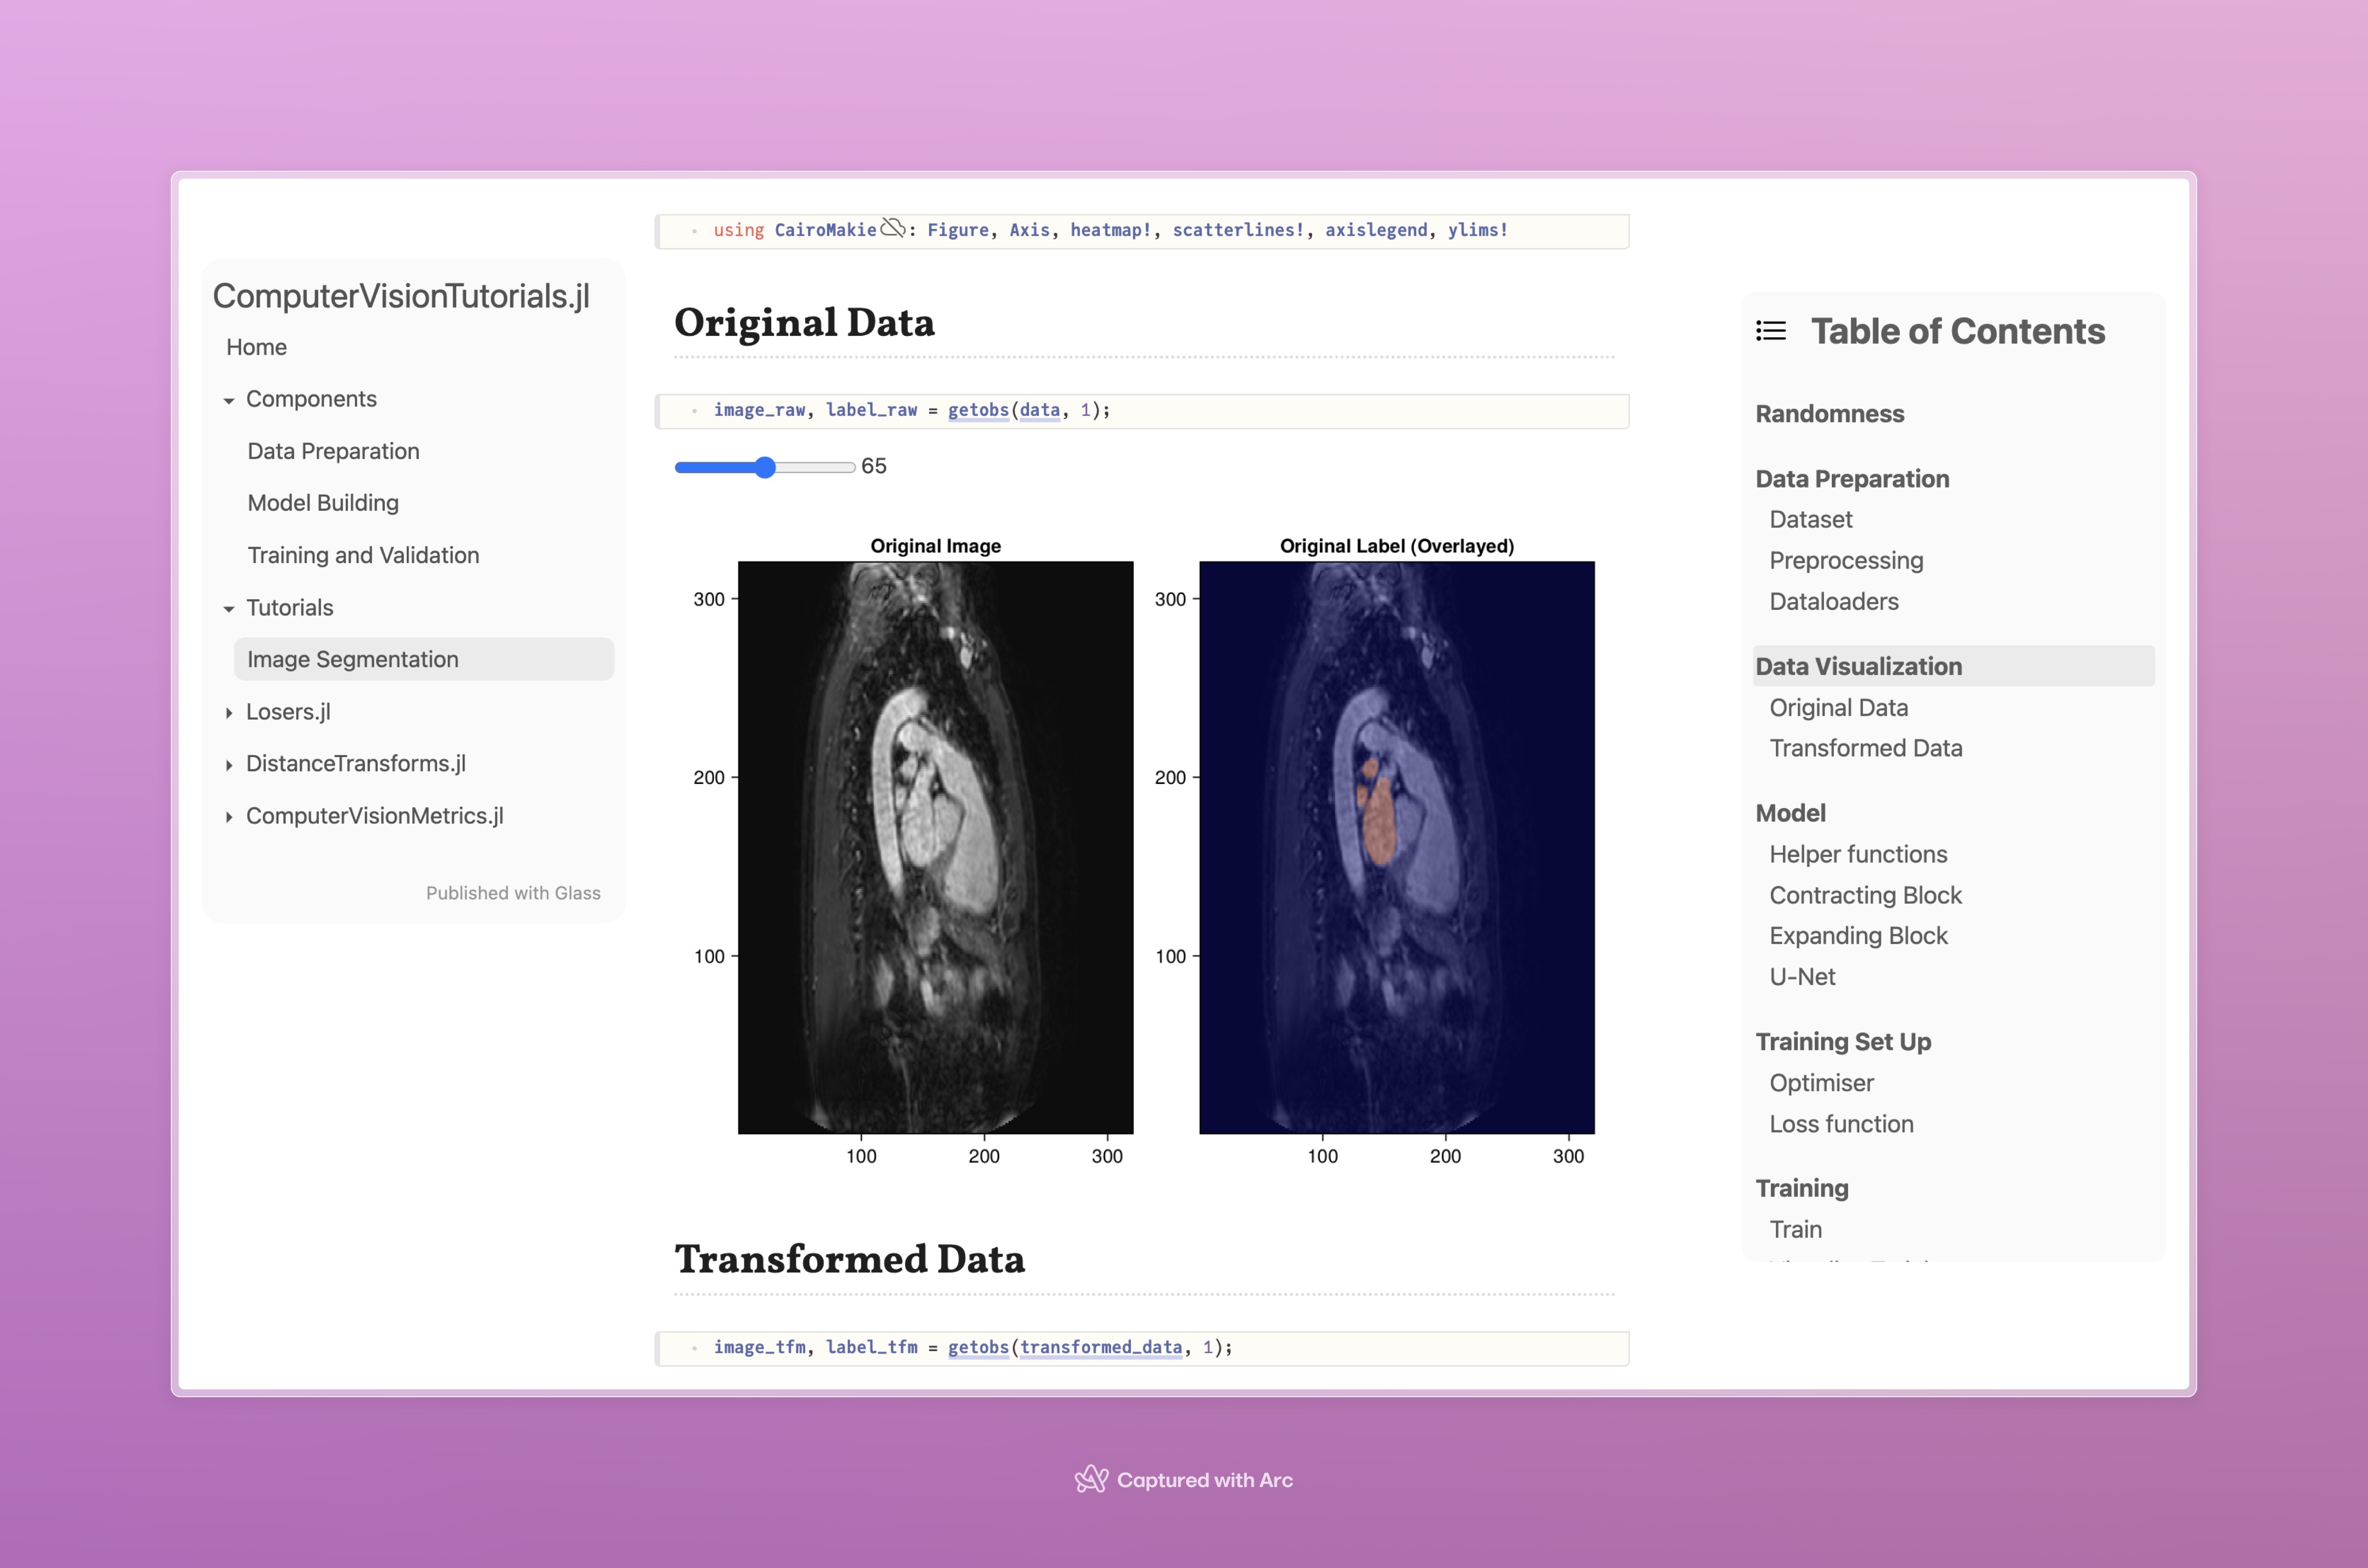 ComputerVisionTutorials.jl
Home
Components
Data Preparation
Model Building
Training and Validation
Tutorials
Image Segmentation
Losers.jl
DistanceTransforms.jl
ComputerVisionMetrics.jl
Published with Glass
using CairoMakie: Figure, Axis, heatmap!, scatterlines!, axislegend, ylims!
Original Data
image_raw, label_raw = getobs(data, 1);
65
Original Image
300
200
100
100 200 300
Original Label (Overlayed)
300
200
100
100 200 300
Transformed Data
image_tfm, label_tfm = getobs(transformed_data, 1);
Table of Contents
Randomness
Data Preparation
Dataset
Preprocessing
Dataloaders
Data Visualization
Original Data
Transformed Data
Model
Helper functions
Contracting Block
Expanding Block
U-Net
Training Set Up
Optimiser
Loss function
Training
Train
Captured with Arc